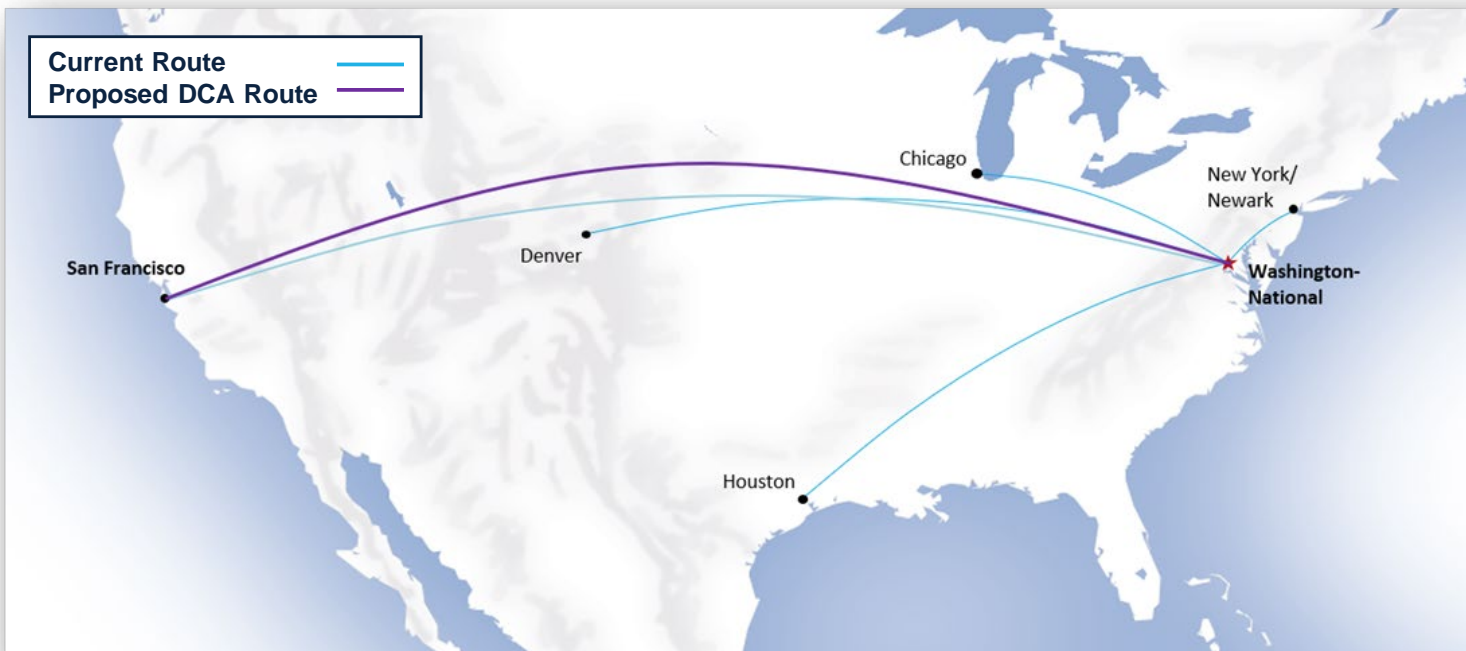 Current Route
Proposed DCA Route
Chicago
New York/
Newark
Denver
San Francisco
Washington-
National
Houston